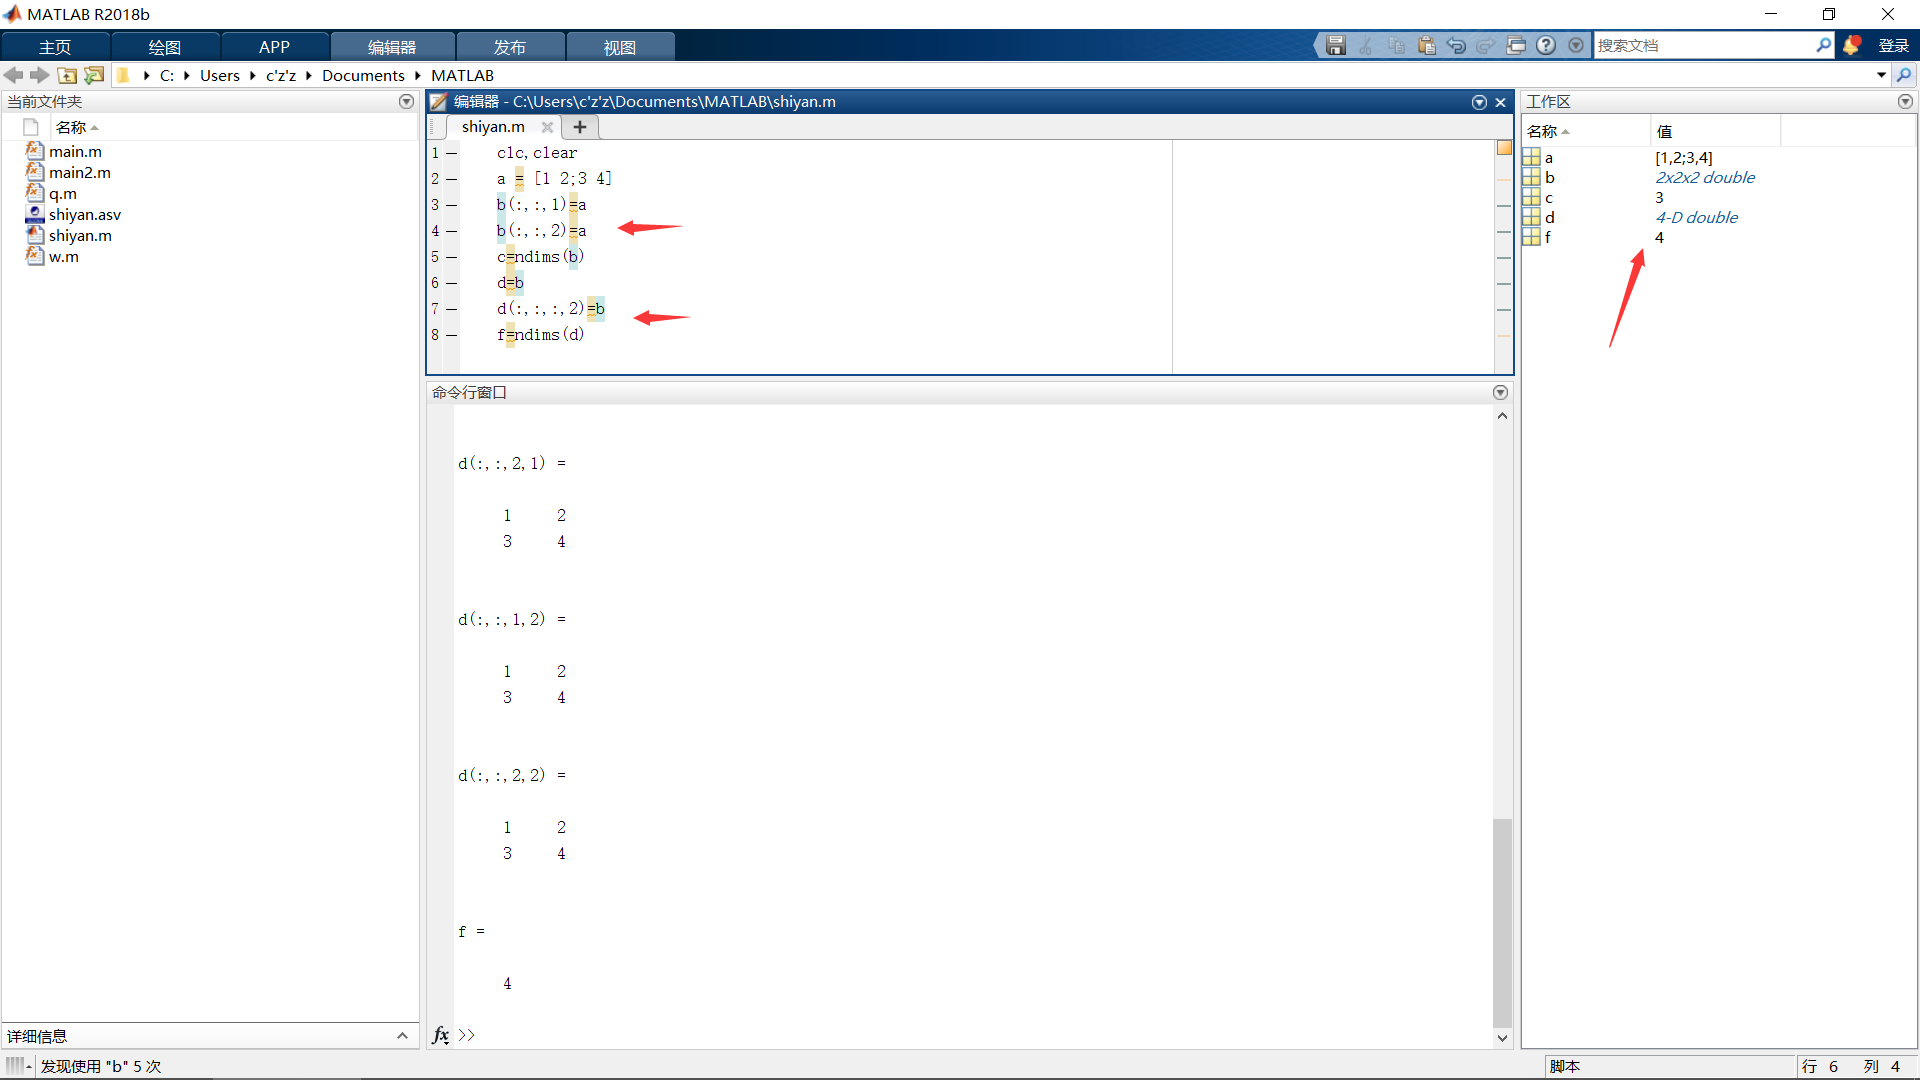 MATLAB R2018b
主页 绘图 APP 编辑器 发布 视图
搜索文档 登录
C: Users c'z'z Documents MATLAB
当前文件夹
名称
main.m
main2.m
q.m
shiyan.asv
shiyan.m
w.m
详细信息
编辑器 - C:\Users\c'z'z\Documents\MATLAB\shiyan.m
shiyan.m
1 — clc,clear
2 — a = [1 2;3 4]
3 — b(:,:,1)=a
4 — b(:,:,2)=a
5 — c=ndims(b)
6 — d=b
7 — d(:,:,:,2)=b
8 — f=ndims(d)
命令行窗口
d(:,:,2,1) =
1 2
3 4
d(:,:,1,2) =
1 2
3 4
d(:,:,2,2) =
1 2
3 4
f =
4
fx >>
工作区
名称 值
a [1,2;3,4]
b 2x2x2 double
c 3
d 4-D double
f 4
发现使用 "b" 5 次
脚本 行 6 列 4